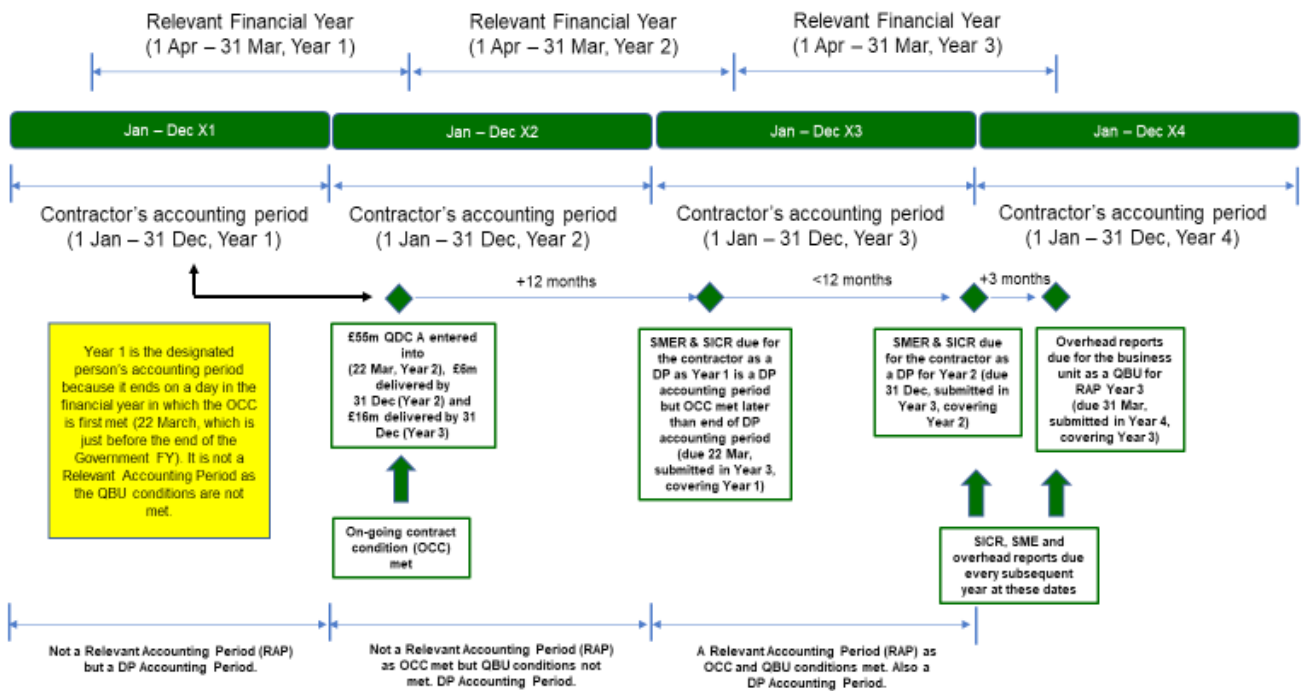 Relevant Financial Year
(1 Apr – 31 Mar, Year 1)
Relevant Financial Year
(1 Apr – 31 Mar, Year 2)
Relevant Financial Year
(1 Apr – 31 Mar, Year 3)
Jan – Dec X1
Jan – Dec X2
Jan – Dec X3
Jan – Dec X4
Contractor's accounting period
(1 Jan – 31 Dec, Year 1)
Contractor's accounting period
(1 Jan – 31 Dec, Year 2)
Contractor's accounting period
(1 Jan – 31 Dec, Year 3)
Contractor's accounting period
(1 Jan – 31 Dec, Year 4)
+12 months
<12 months
+3 months
Year 1 is the designated
person's accounting period
because it ends on a day in the
financial year in which the OCC
is first met (22 March, which is
just before the end of the
Government FY). It is not a
Relevant Accounting Period as
the QBU conditions are not
met.
£55m QDC A entered
into
(22 Mar, Year 2), £6m
delivered by
31 Dec (Year 2) and
£16m delivered by 31
Dec (Year 3)
On-going contract
condition (OCC)
met
SMER & SICR due for
the contractor as a
DP as Year 1 is a DP
accounting period
but OCC met later
than end of DP
accounting period
(due 22 Mar,
submitted in Year 3,
covering Year 1)
SMER & SICR due
for the contractor as
a DP for Year 2 (due
31 Dec, submitted in
Year 3, covering
Year 2)
Overhead reports
due for the business
unit as a QBU for
RAP Year 3
(due 31 Mar,
submitted in Year 4,
covering Year 3)
SICR, SME and
overhead reports due
every subsequent
year at these dates
Not a Relevant Accounting Period (RAP)
but a DP Accounting Period.
Not a Relevant Accounting Period (RAP)
as OCC met but QBU conditions not
met. DP Accounting Period.
A Relevant Accounting Period (RAP) as
OCC and QBU conditions met. Also a
DP Accounting Period.